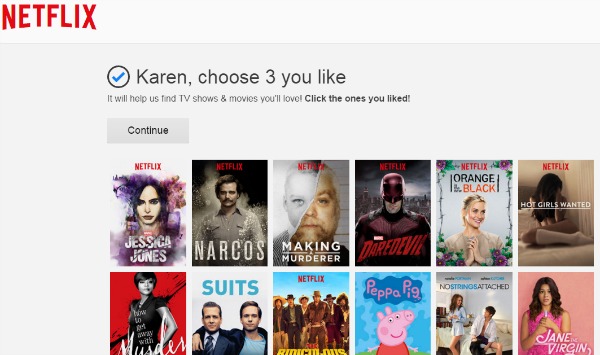 NETFLIX
Karen, choose 3 you like
It will help us find TV shows & movies you'll love! Click the ones you liked!
Continue
NETFLIX
JESSICA
JONES
NETFLIX
NARCOS
NETFLIX
MAKING
MURDERER
NETFLIX
DAREDEVIL
NETFLIX
ORANGE
IS THE NEW
BLACK
NETFLIX
HOT GIRLS WANTED
how to
get away
with
Murder
SUITS
NETFLIX
RIDICULOUS
Peppa Pig
NO STRINGS ATTACHED
JANE
THE
VIRGIN